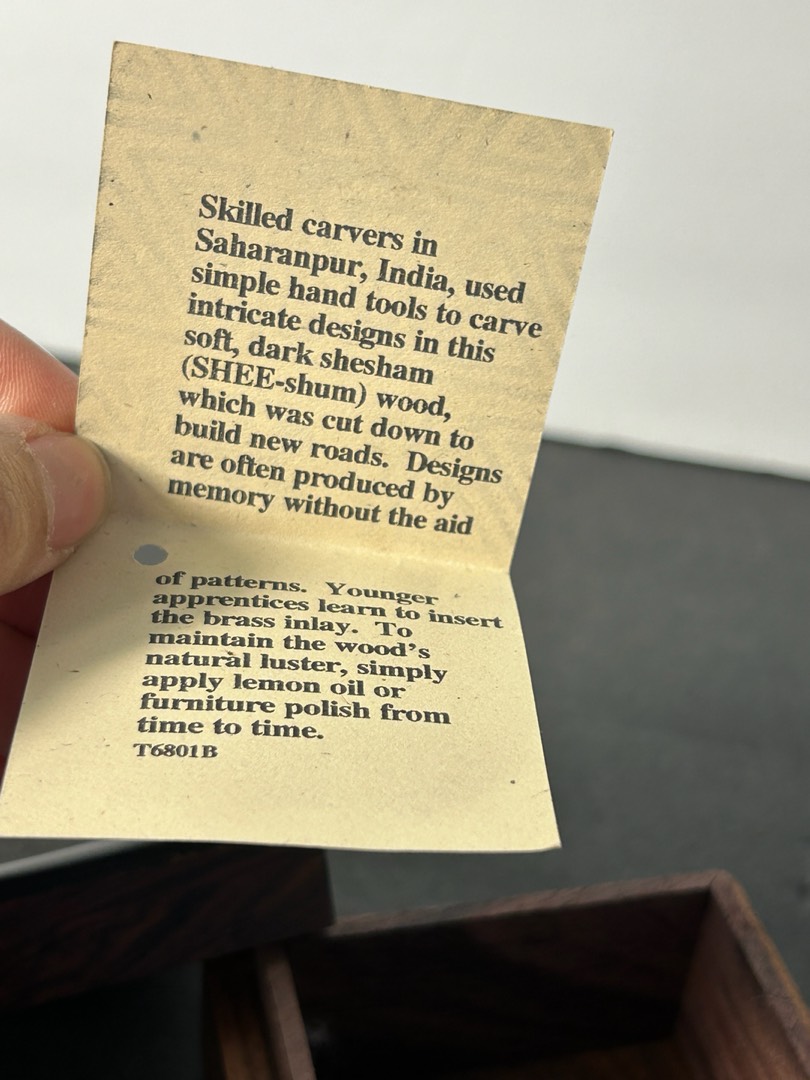 Skilled carvers in
Saharanpur, India, used
simple hand tools to carve
intricate designs in this
soft, dark shesham
(SHEE-shum) wood,
which was cut down to
build new roads. Designs
are often produced by
memory without the aid
of patterns. Younger
apprentices learn to insert
the brass inlay. To
maintain the wood's
natural luster, simply
apply lemon oil or
furniture polish from
time to time.
T6801B